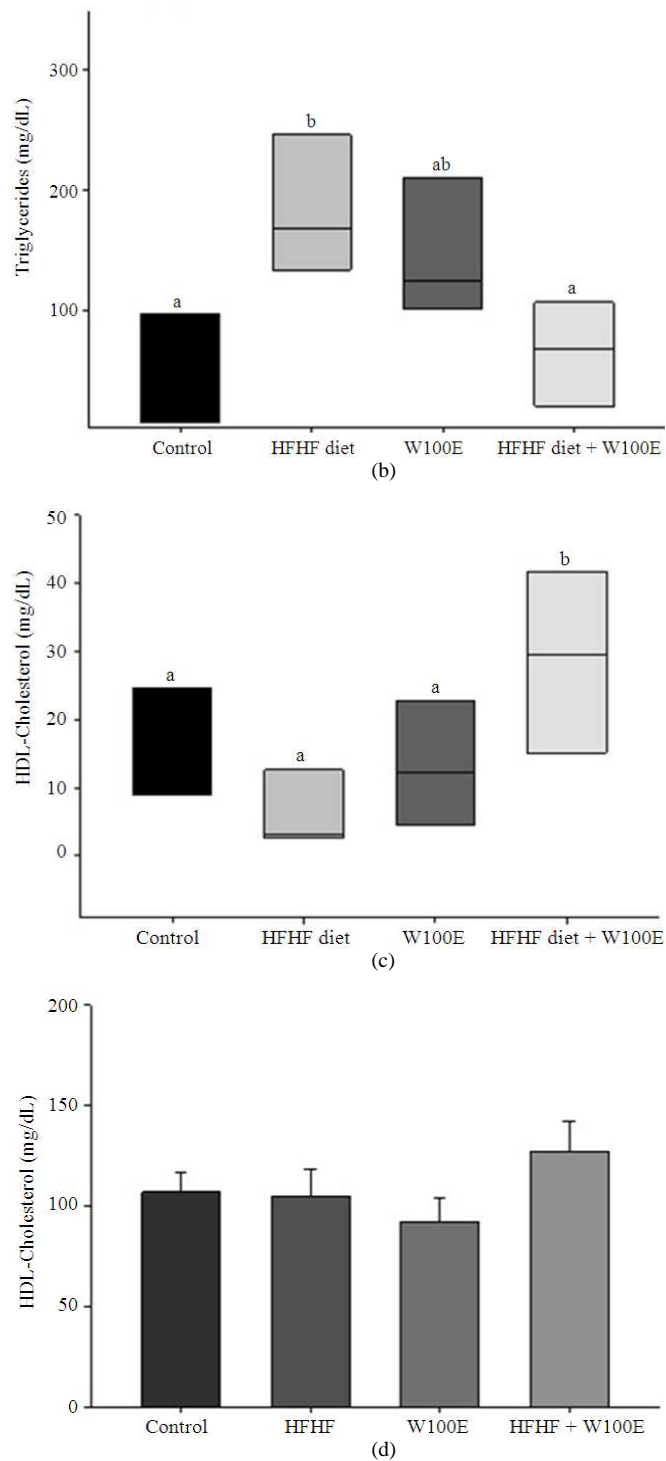 300
200
100
Triglycerides (mg/dL)
b
ab
a
a
Control HFHF diet W100E HFHF diet + W100E
(b)
50
40
30
20
10
0
HDL-Cholesterol (mg/dL)
b
a
a
a
Control HFHF diet W100E HFHF diet + W100E
(c)
200
150
100
50
0
HDL-Cholesterol (mg/dL)
Control HFHF W100E HFHF + W100E
(d)